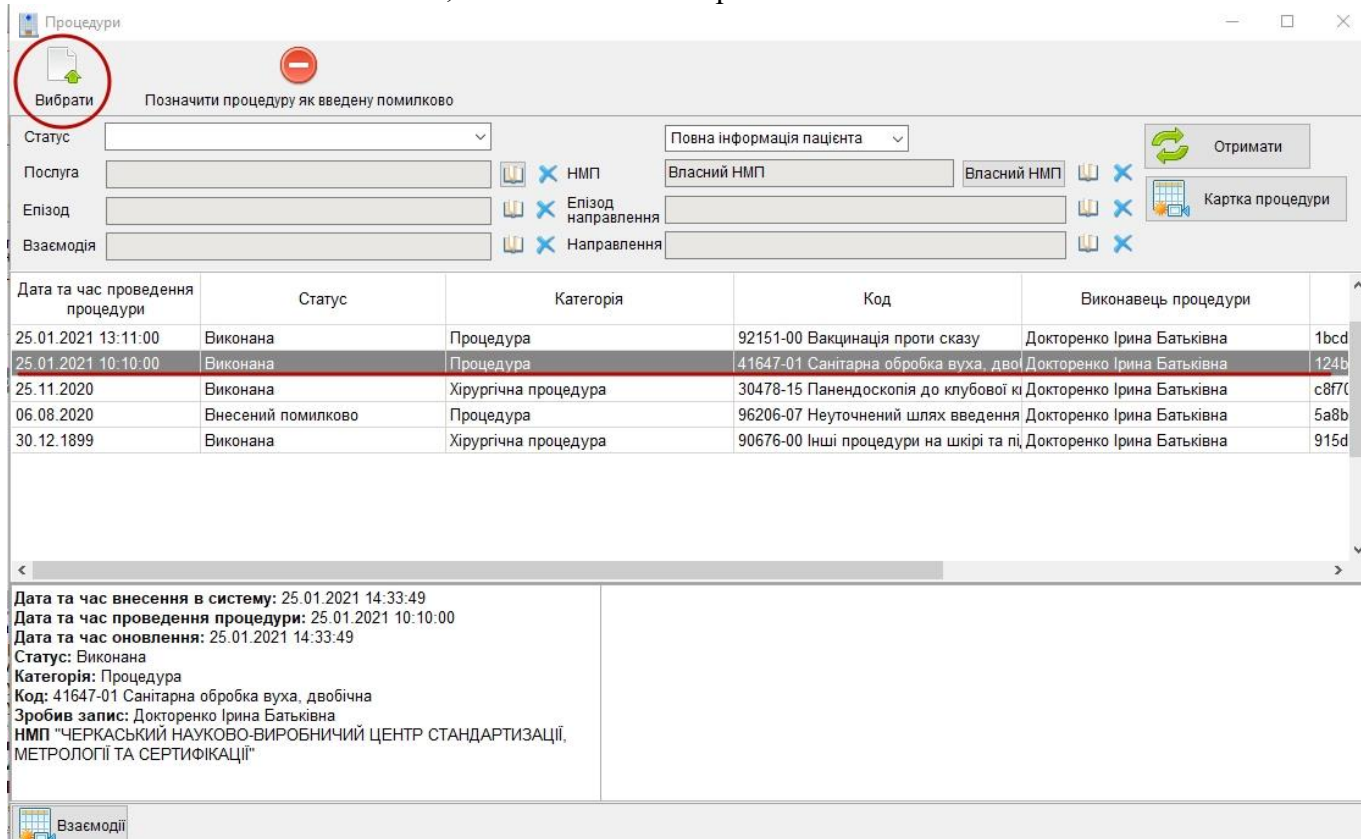 Процедури
Вибрати Позначити процедуру як введену помилково
Статус Повна інформація пацієнта Отримати
Послуга НМП Власний НМП Власний НМП
Епізод Епізод направлення Картка процедури
Взаємодія Направлення
Дата та час проведення процедури Статус Категорія Код Виконавець процедури
25.01.2021 13:11:00 Виконана Процедура 92151-00 Вакцинація проти сказу Докторенко Ірина Батьківна 1bcd
25.01.2021 10:10:00 Виконана Процедура 41647-01 Санітарна обробка вуха, дво Докторенко Ірина Батьківна 124b
25.11.2020 Виконана Хірургічна процедура 30478-15 Панендоскопія до клубової к Докторенко Ірина Батьківна c8f7
06.08.2020 Внесений помилково Процедура 96206-07 Неуточнений шлях введення Докторенко Ірина Батьківна 5a8b
30.12.1899 Виконана Хірургічна процедура 90676-00 Інші процедури на шкірі та пі Докторенко Ірина Батьківна 915d
Дата та час внесення в систему: 25.01.2021 14:33:49
Дата та час проведення процедури: 25.01.2021 10:10:00
Дата та час оновлення: 25.01.2021 14:33:49
Статус: Виконана
Категорія: Процедура
Код: 41647-01 Санітарна обробка вуха, двобічна
Зробив запис: Докторенко Ірина Батьківна
НМП "ЧЕРКАСЬКИЙ НАУКОВО-ВИРОБНИЧИЙ ЦЕНТР СТАНДАРТИЗАЦІЇ,
МЕТРОЛОГІЇ ТА СЕРТИФІКАЦІЇ"
Взаємодії